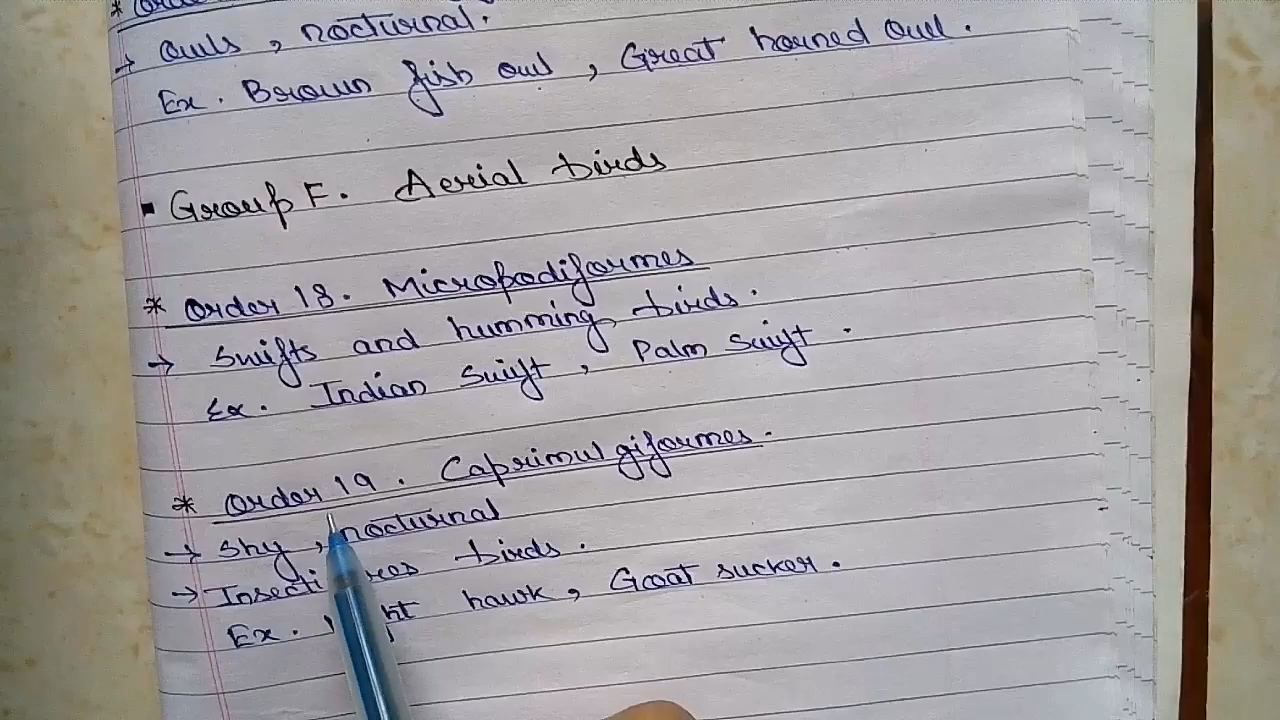 * Order
→ Owls, nocturnal.
Ex. Brown fish owl, Great horned owl.
▪ Group F. Aerial birds
* Order 18. Micropodiformes
→ Swifts and humming birds.
Ex. Indian swift, Palm swift.
* Order 19. Caprimulgiformes.
→ Shy, nocturnal
→ birds.
Ex. hawk, Goat sucker.